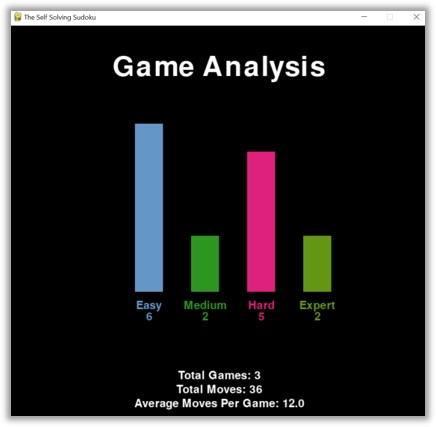 The Self Solving Sudoku
Game Analysis
Easy Medium Hard Expert
6 2 5 2
Total Games: 3
Total Moves: 36
Average Moves Per Game: 12.0